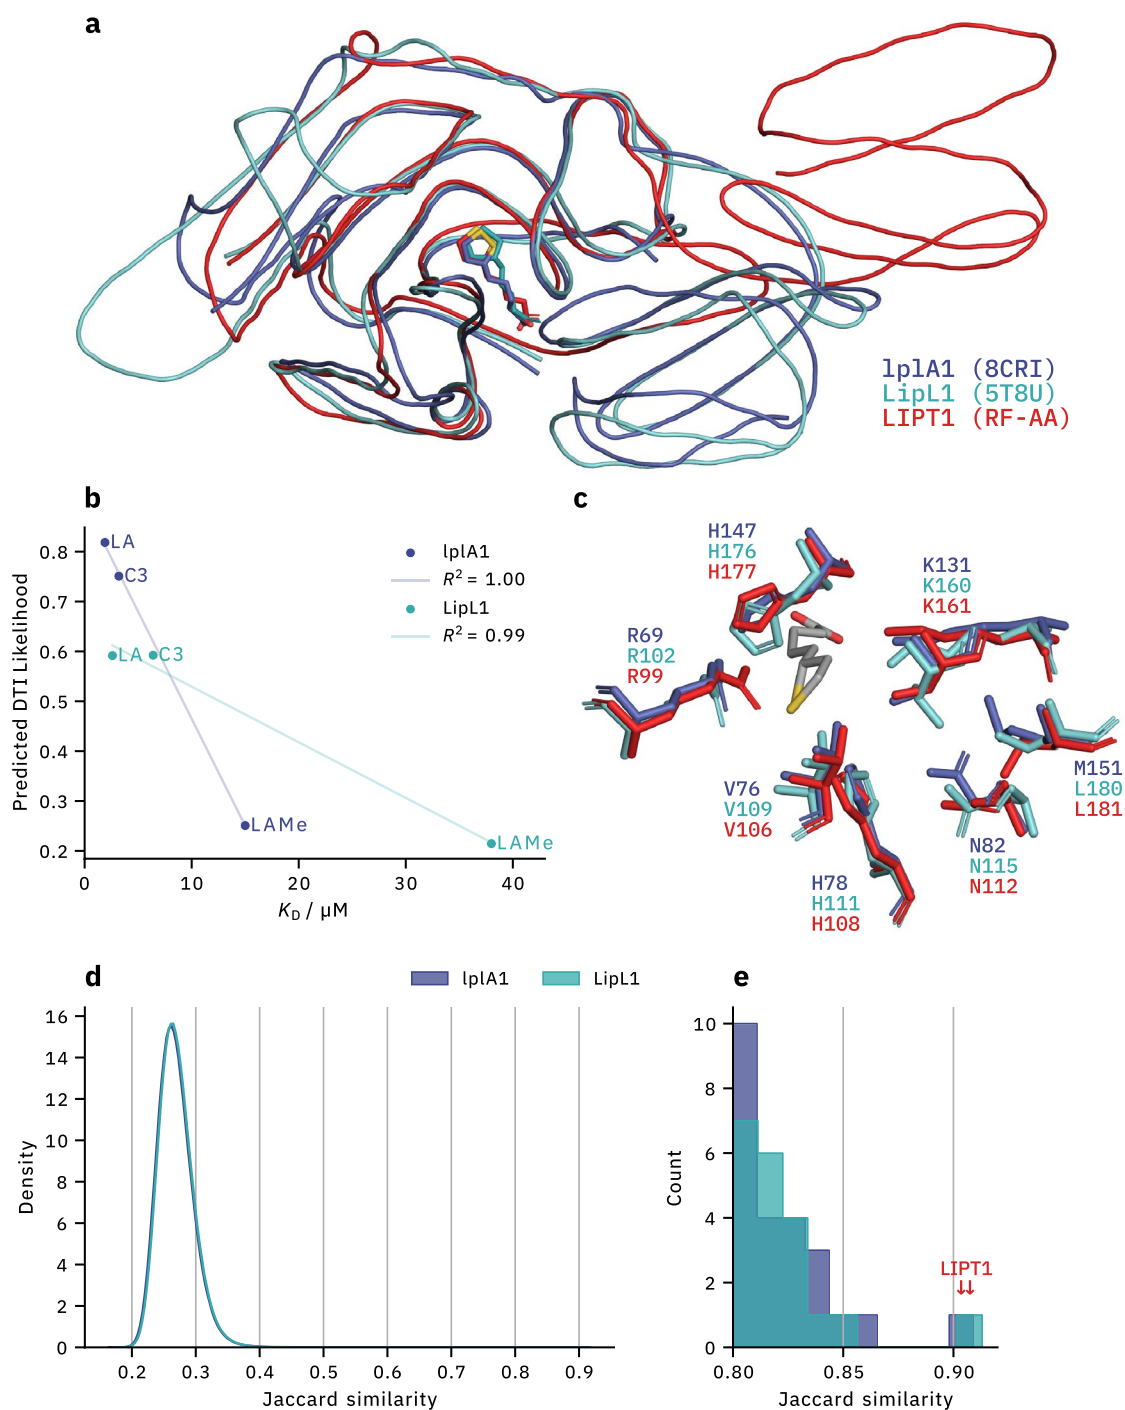 a
lplA1 (8CRI)
LipL1 (5T8U)
LIPT1 (RF-AA)
b
Predicted DTI Likelihood
0.8
0.7
0.6
0.5
0.4
0.3
0.2
LA
C3
LA
C3
LAMe
LAMe
lplA1
R² = 1.00
LipL1
R² = 0.99
0
10
20
30
40
K_D / µM
c
H147
H176
H177
K131
K160
K161
R69
R102
R99
M151
L180
L181
V76
V109
V106
N82
N115
N112
H78
H111
H108
d
lplA1
LipL1
Density
16
14
12
10
8
6
4
2
0
0.2
0.3
0.4
0.5
0.6
0.7
0.8
0.9
Jaccard similarity
e
Count
10
8
6
4
2
0
LIPT1
↓↓
0.80
0.85
0.90
Jaccard similarity